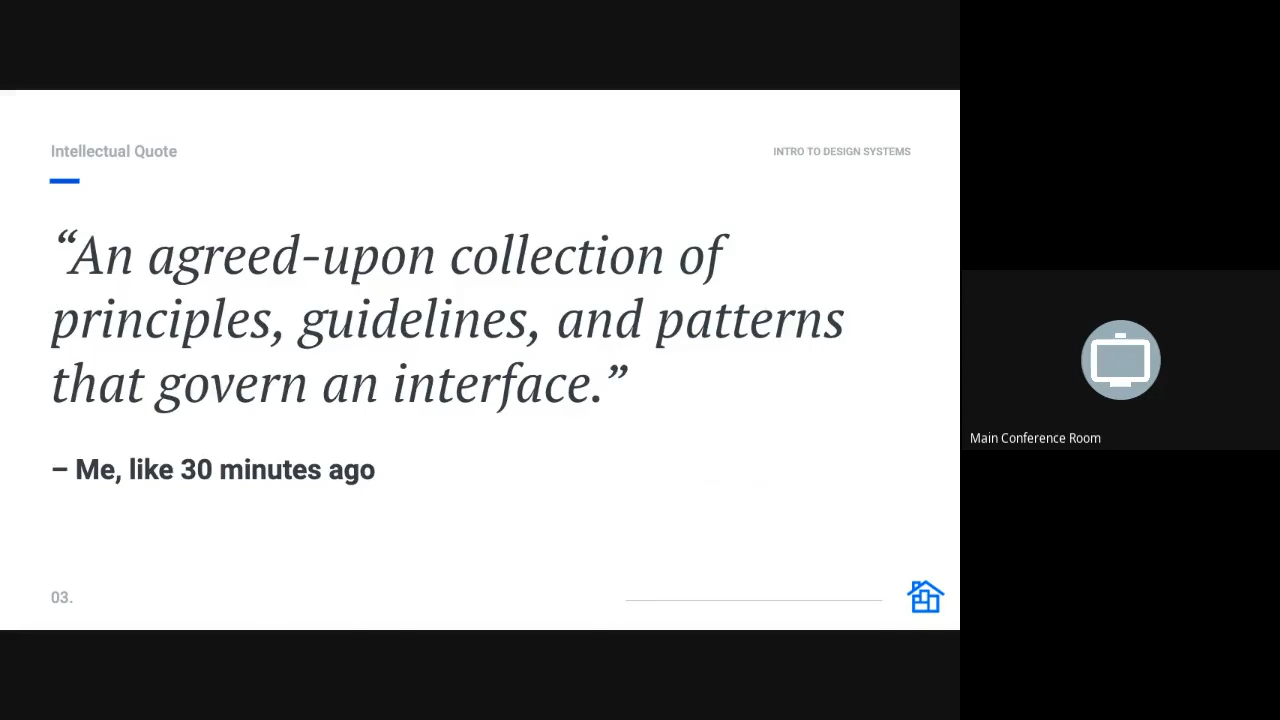 Intellectual Quote
INTRO TO DESIGN SYSTEMS
“An agreed-upon collection of
principles, guidelines, and patterns
that govern an interface.”
– Me, like 30 minutes ago
03.
Main Conference Room